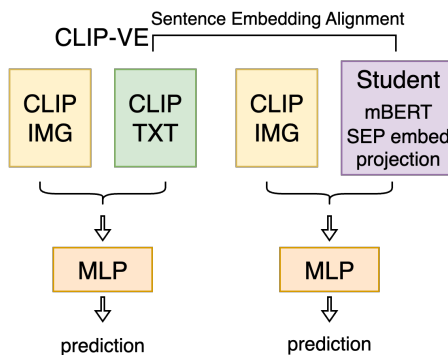 Sentence Embedding Alignment
CLIP-VE
CLIP
IMG
CLIP
TXT
CLIP
IMG
Student
mBERT
SEP embed
projection
MLP
MLP
prediction
prediction